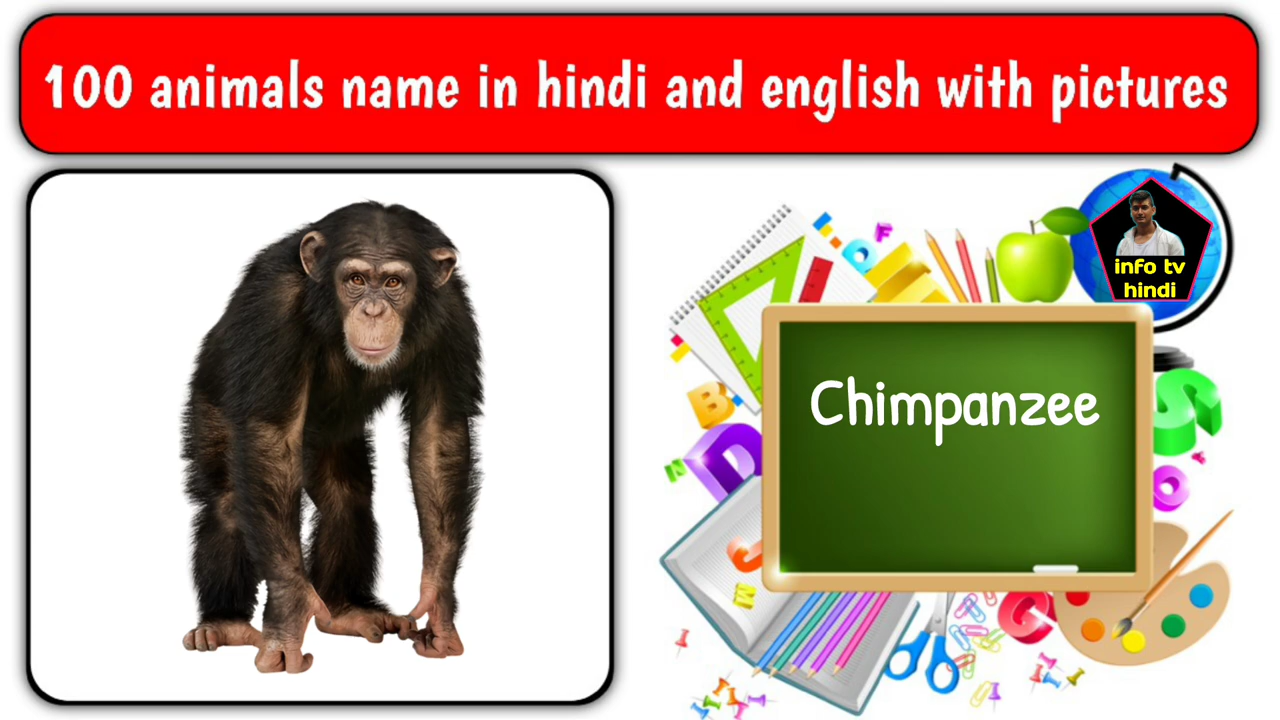 100 animals name in hindi and english with pictures
info tv
hindi
Chimpanzee